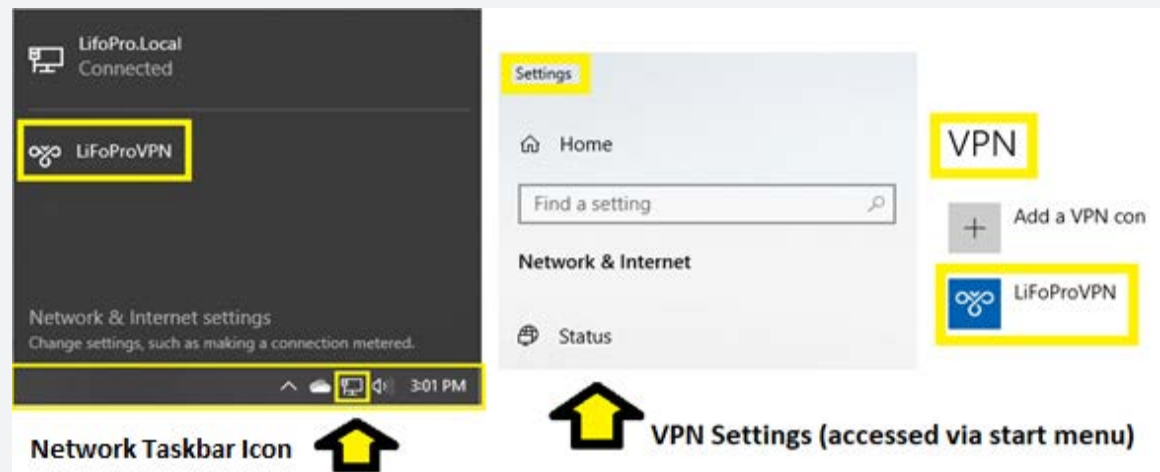 LifoPro.Local
Connected
LiFoProVPN
Network & Internet settings
Change settings, such as making a connection metered.
3:01 PM
Network Taskbar Icon
Settings
Home
Find a setting
Network & Internet
Status
VPN
Add a VPN con
LiFoProVPN
VPN Settings (accessed via start menu)